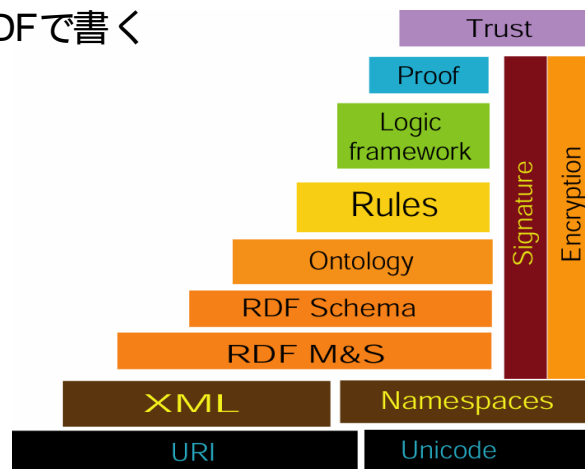 DFで書く
Trust
Proof
Logic
framework
Rules
Ontology
RDF Schema
RDF M&S
Signature
Encryption
XML
Namespaces
URI
Unicode